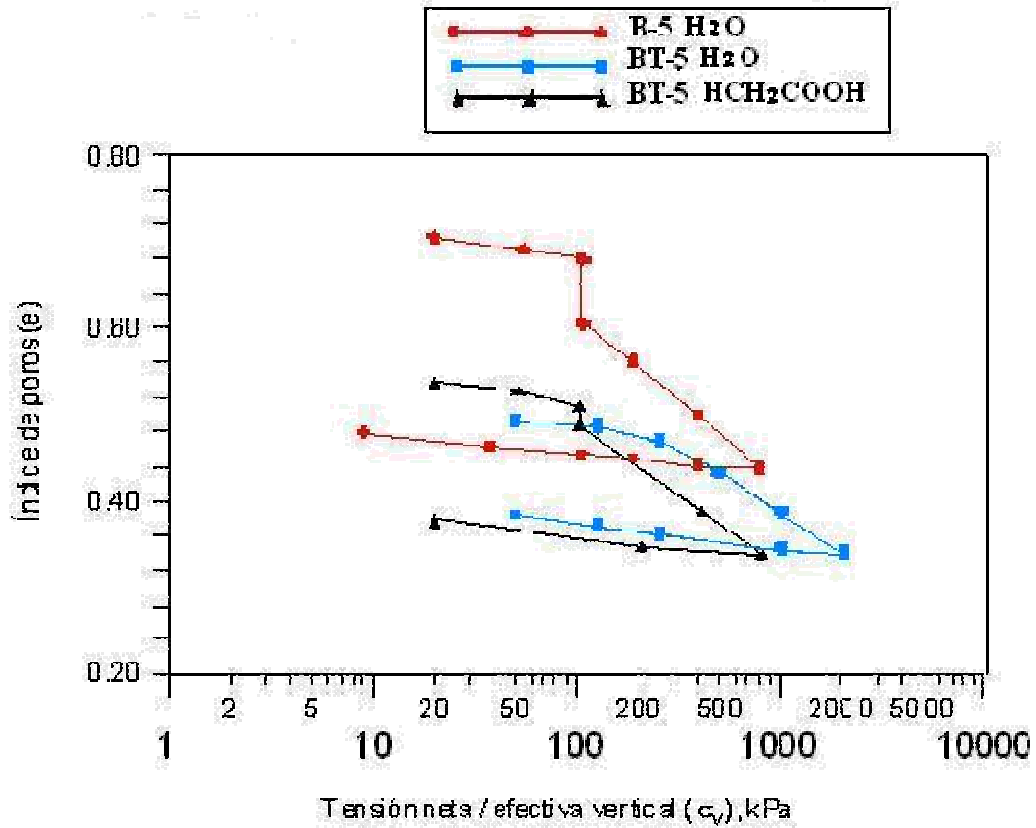 B-5 H2O
BT-5 H2O
BT-5 HCH2COOH
0.80
0.60
0.40
0.20
Índice de poros (e)
2 5 20 50 200 500 2000 5000
1 10 100 1000 10000
Tensión neta / efectiva vertical (σv), kPa